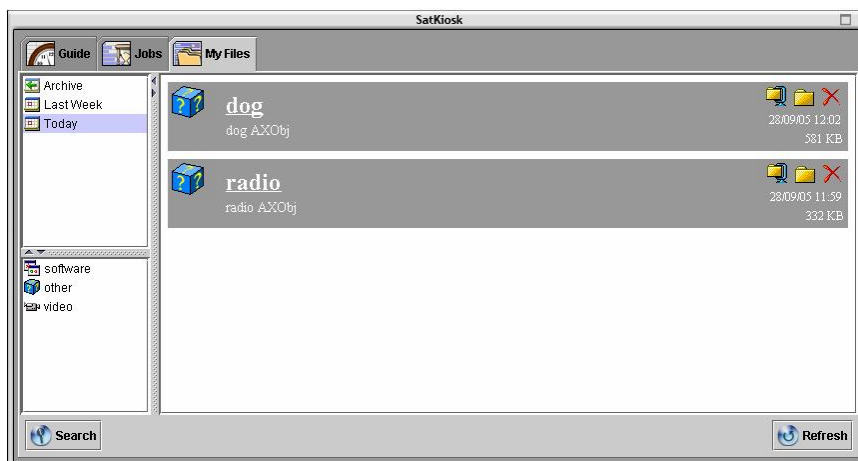 SatKiosk
Guide
Jobs
My Files
Archive
Last Week
Today
software
other
video
dog
dog AXObj
28/09/05 12:02
581 KB
radio
radio AXObj
28/09/05 11:59
332 KB
Search
Refresh